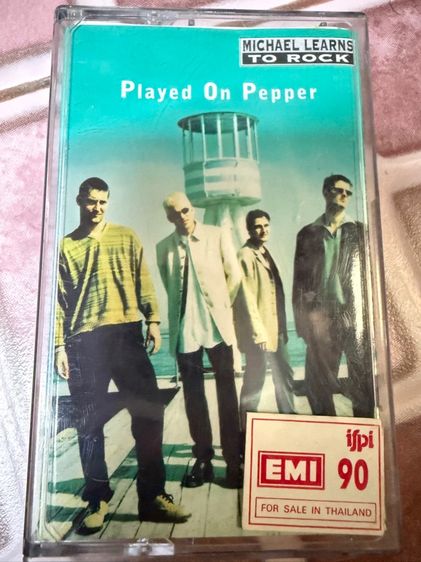 MICHAEL LEARNS
TO ROCK
Played On Pepper
ifpi
EMI 90
FOR SALE IN THAILAND